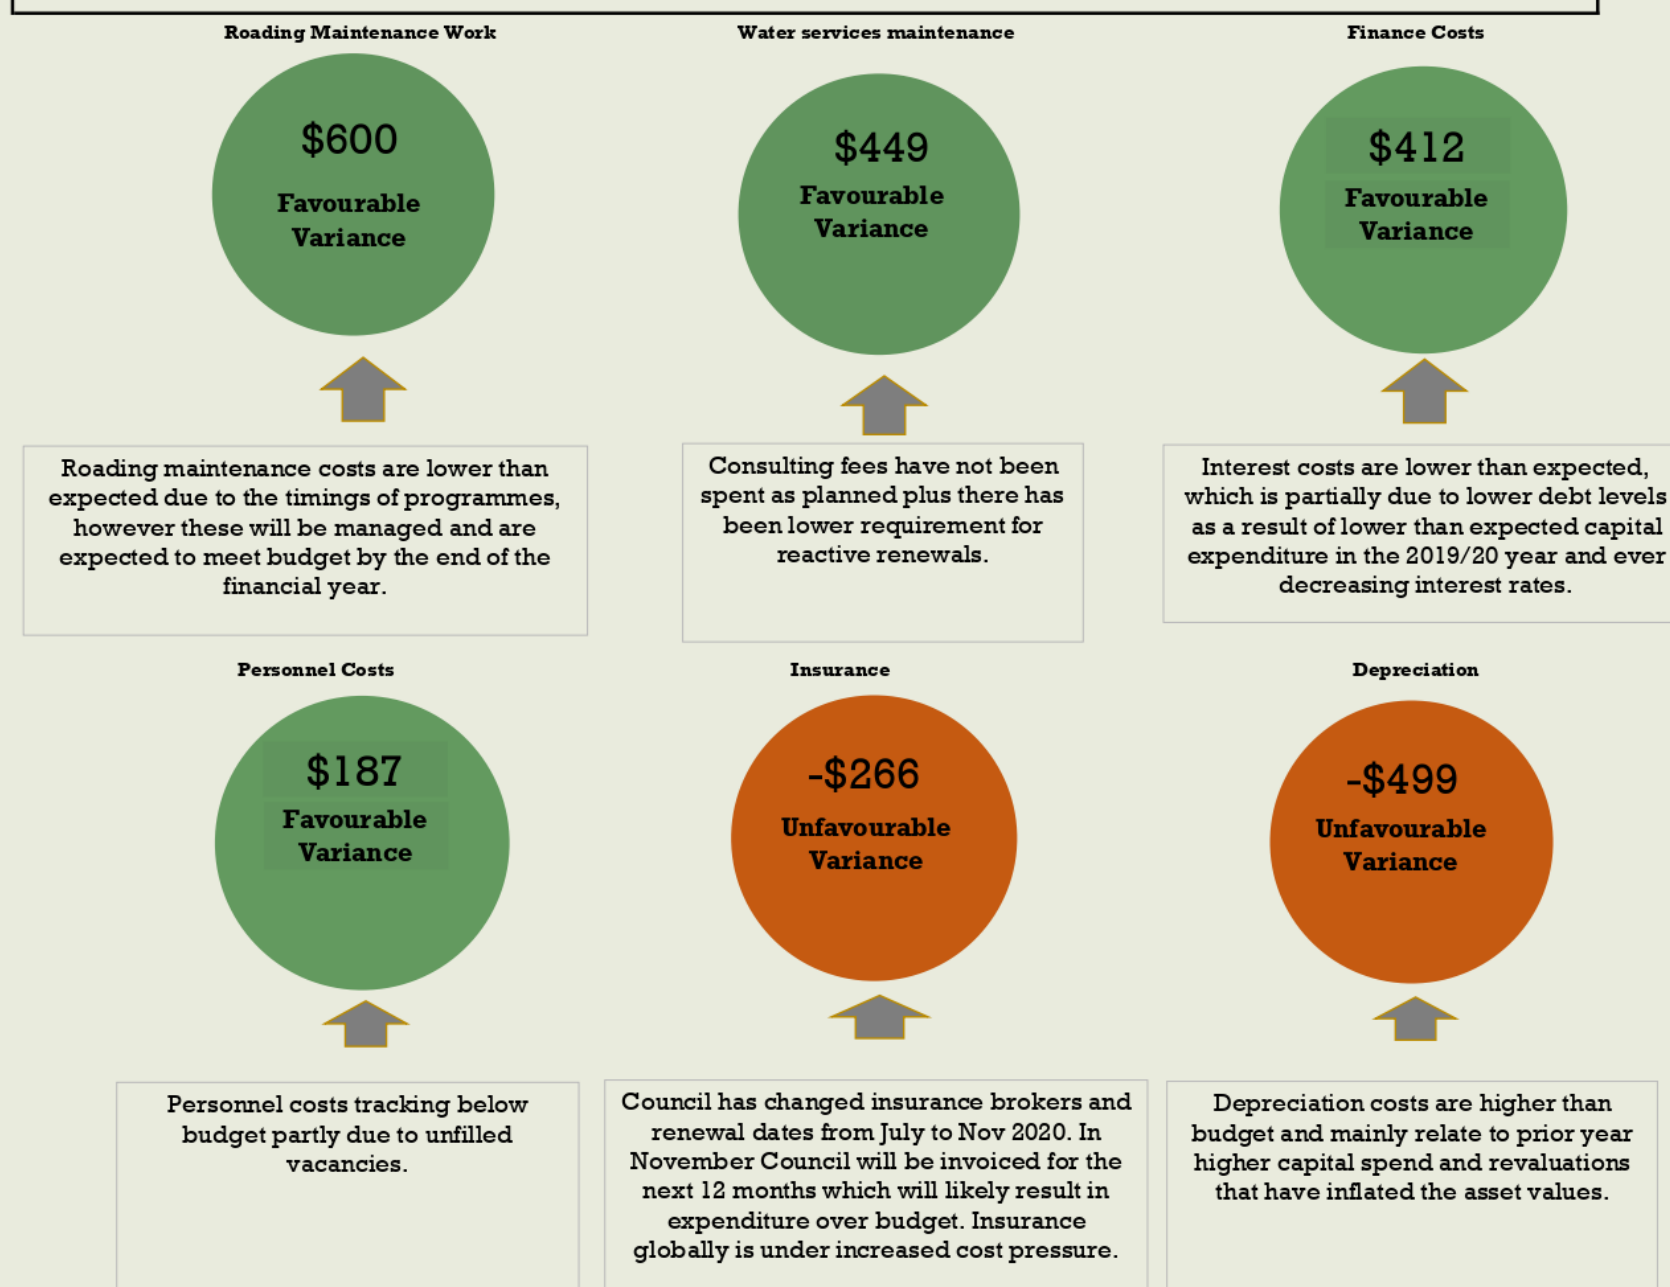 Roading Maintenance Work
$600
Favourable
Variance
Roading maintenance costs are lower than
expected due to the timings of programmes,
however these will be managed and are
expected to meet budget by the end of the
financial year.
Water services maintenance
$449
Favourable
Variance
Consulting fees have not been
spent as planned plus there has
been lower requirement for
reactive renewals.
Finance Costs
$412
Favourable
Variance
Interest costs are lower than expected,
which is partially due to lower debt levels
as a result of lower than expected capital
expenditure in the 2019/20 year and ever
decreasing interest rates.
Personnel Costs
$187
Favourable
Variance
Personnel costs tracking below
budget partly due to unfilled
vacancies.
Insurance
-$266
Unfavourable
Variance
Council has changed insurance brokers and
renewal dates from July to Nov 2020. In
November Council will be invoiced for the
next 12 months which will likely result in
expenditure over budget. Insurance
globally is under increased cost pressure.
Depreciation
-$499
Unfavourable
Variance
Depreciation costs are higher than
budget and mainly relate to prior year
higher capital spend and revaluations
that have inflated the asset values.